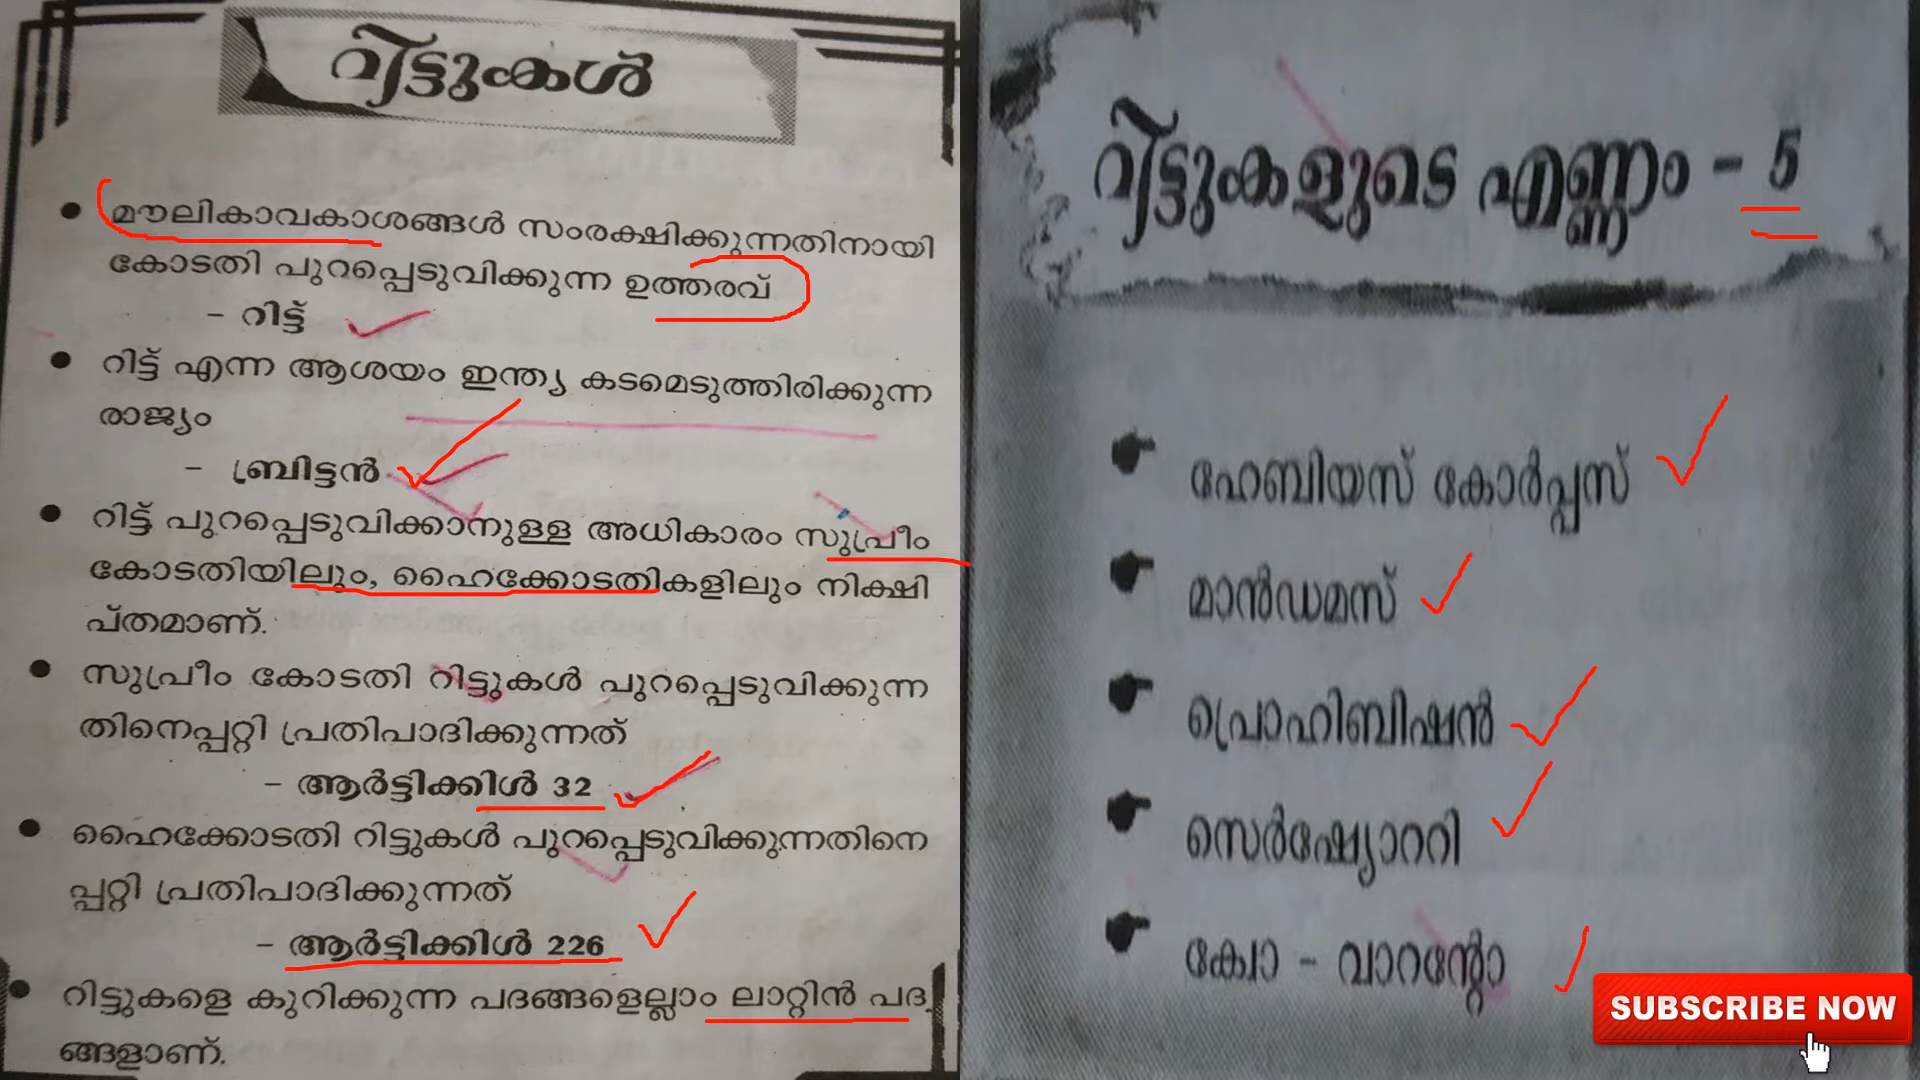 റിട്ടുകൾ
മൗലികാവകാശങ്ങൾ സംരക്ഷിക്കുന്നതിനായി
കോടതി പുറപ്പെടുവിക്കുന്ന ഉത്തരവ്
- റിട്ട്
റിട്ട് എന്ന ആശയം ഇന്ത്യ കടമെടുത്തിരിക്കുന്ന
രാജ്യം
- ബ്രിട്ടൻ
റിട്ട് പുറപ്പെടുവിക്കാനുള്ള അധികാരം സുപ്രീം
കോടതിയിലും, ഹൈക്കോടതികളിലും നിക്ഷി
പ്തമാണ്.
സുപ്രീം കോടതി റിട്ടുകൾ പുറപ്പെടുവിക്കുന്ന
തിനെപ്പറ്റി പ്രതിപാദിക്കുന്നത്
- ആർട്ടിക്കിൾ 32
ഹൈക്കോടതി റിട്ടുകൾ പുറപ്പെടുവിക്കുന്നതിനെ
പ്പറ്റി പ്രതിപാദിക്കുന്നത്
- ആർട്ടിക്കിൾ 226
റിട്ടുകളെ കുറിക്കുന്ന പദങ്ങളെല്ലാം ലാറ്റിൻ പദ
ങ്ങളാണ്.
റിട്ടുകളുടെ എണ്ണം - 5
ഹേബിയസ് കോർപ്പസ്
മാൻഡമസ്
പ്രൊഹിബിഷൻ
സെർഷ്യോററി
ക്വോ - വാറന്റോ
SUBSCRIBE NOW